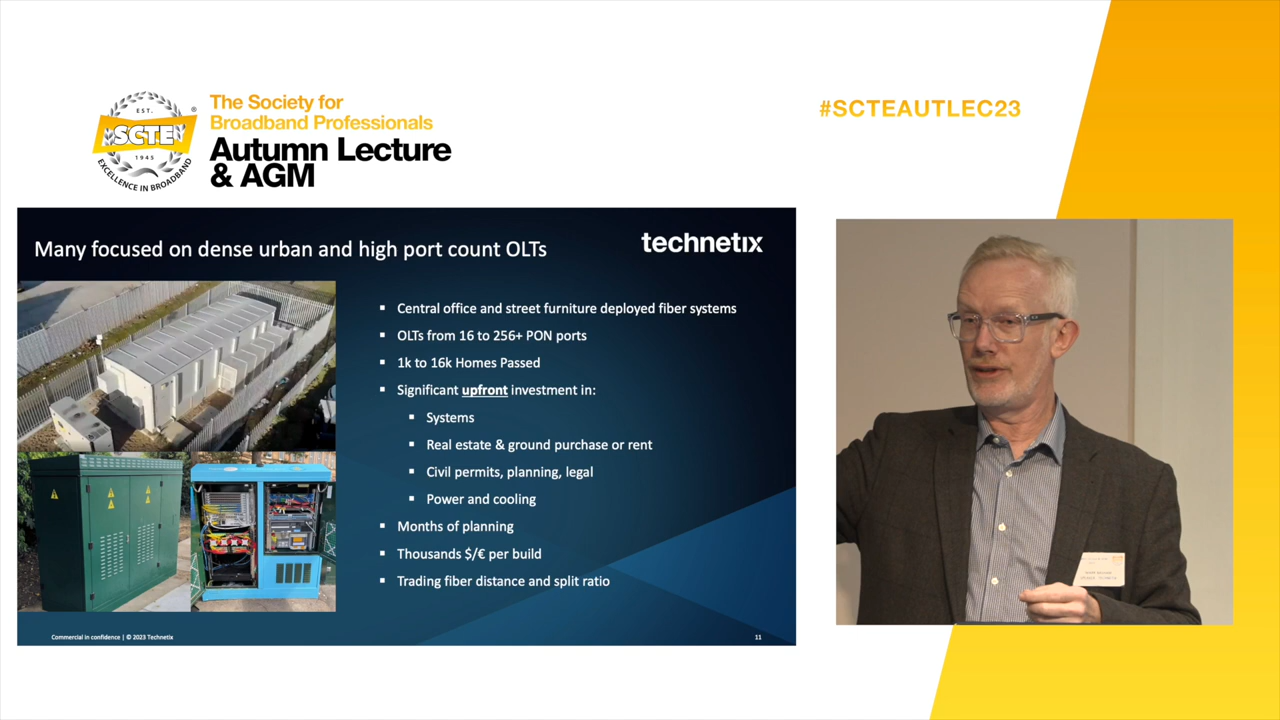 EST.
SCTE
®
1945
EXCELLENCE IN BROADBAND
The Society for
Broadband Professionals
Autumn Lecture
& AGM
#SCTEAUTLEC23
Many focused on dense urban and high port count OLTs
technetix
▪ Central office and street furniture deployed fiber systems
▪ OLTs from 16 to 256+ PON ports
▪ 1k to 16k Homes Passed
▪ Significant upfront investment in:
▪ Systems
▪ Real estate & ground purchase or rent
▪ Civil permits, planning, legal
▪ Power and cooling
▪ Months of planning
▪ Thousands $/€ per build
▪ Trading fiber distance and split ratio
Commercial in confidence | © 2023 Technetix
11